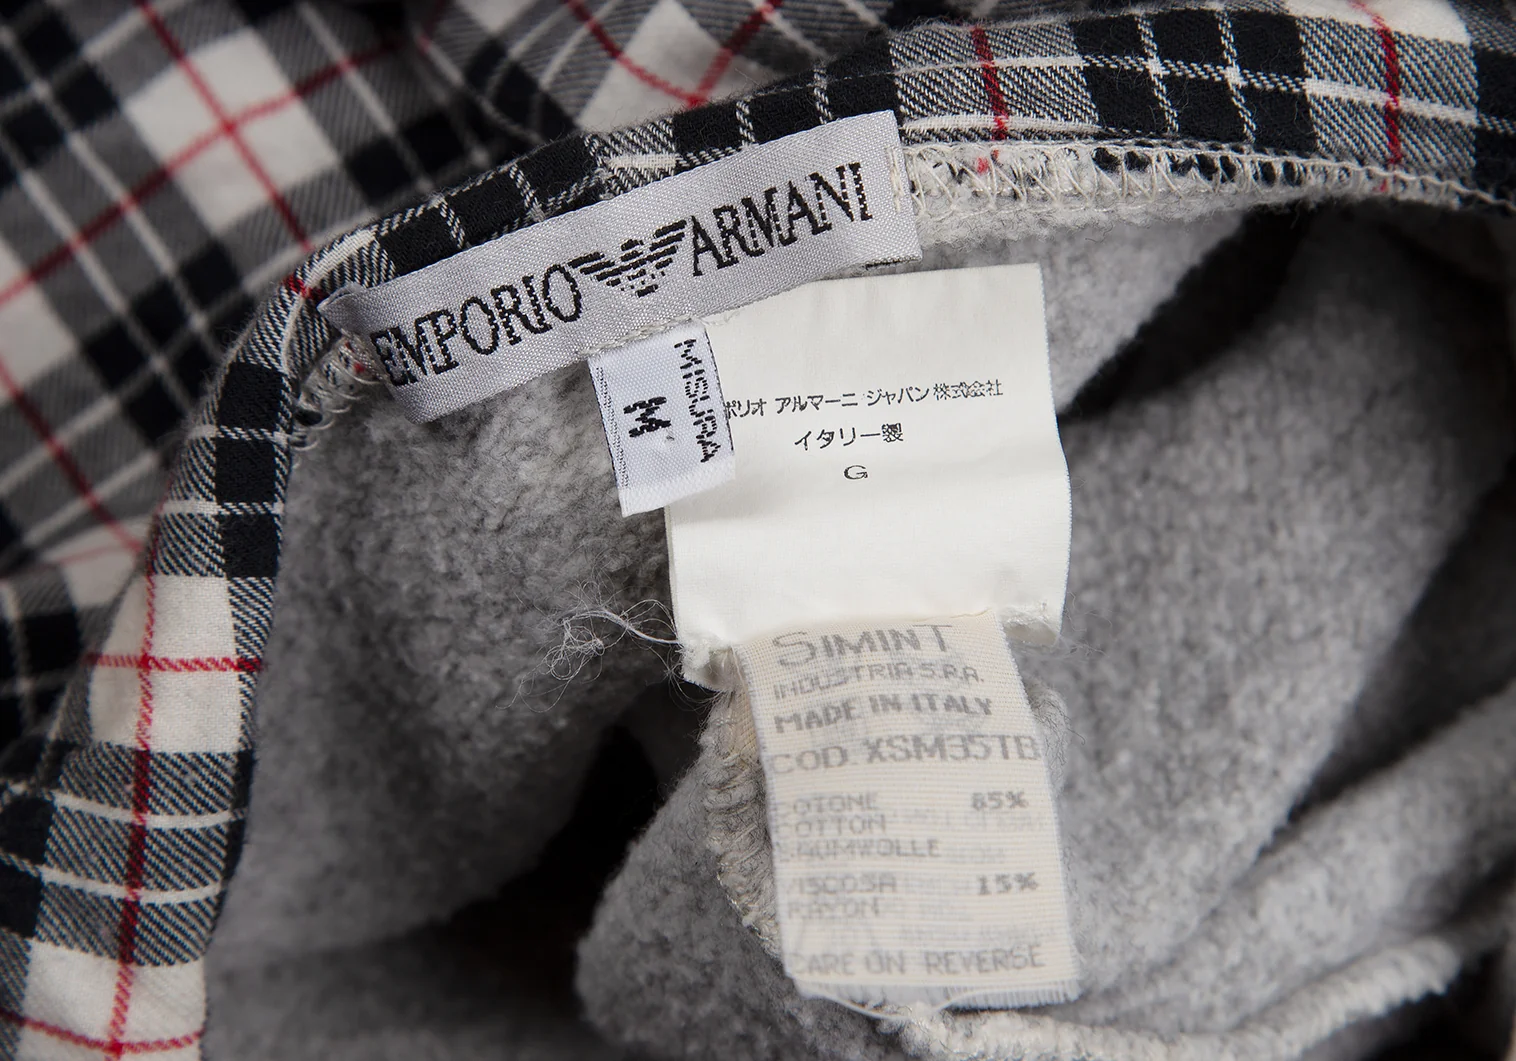 EMPORIO ARMANI
MISURA
M
ポリオ アルマーニ ジャパン株式会社
イタリー製
G
SIMINT
INDUSTRIA S.P.A.
MADE IN ITALY
COD. XSM35TB
COTONE 85%
COTTON
BAUMWOLLE
VISCOSA 15%
RAYON
CARE ON REVERSE